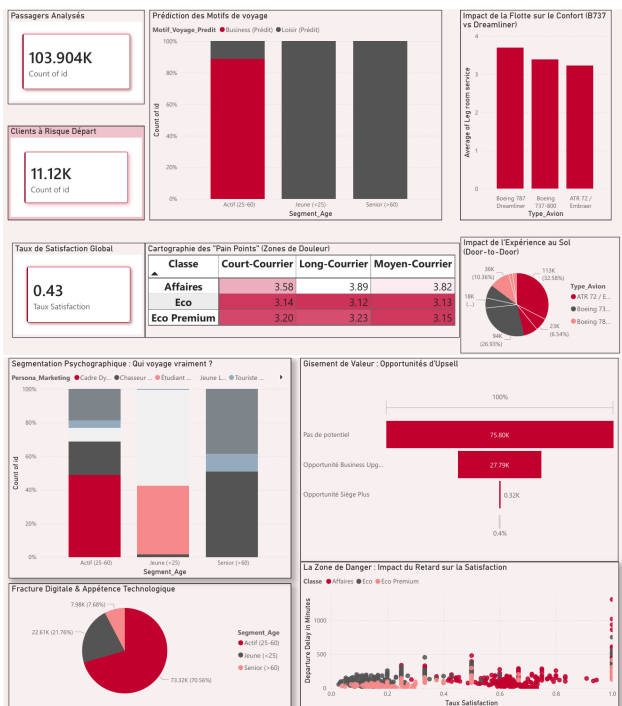 Passagers Analysés
103.904K
Count of id
Clients à Risque Départ
11.12K
Count of id
Prédiction des Motifs de voyage
Motif_Voyage_Predit Business (Prédit) Loisir (Prédit)
100%
80%
60%
40%
20%
0%
Count of id
Actif (25-60) Jeune (<25) Senior (>60)
Segment_Age
Impact de la Flotte sur le Confort (B737
vs Dreamliner)
4
3
2
1
0
Average of Leg room service
Boeing 787
Dreamliner
Boeing
737-800
ATR 72 /
Embraer
Type_Avion
Taux de Satisfaction Global
0.43
Taux Satisfaction
Cartographie des "Pain Points" (Zones de Douleur)
Classe Court-Courrier Long-Courrier Moyen-Courrier
Affaires 3.58 3.89 3.82
Eco 3.14 3.12 3.13
Eco Premium 3.20 3.23 3.15
Impact de l'Expérience au Sol
(Door-to-Door)
36K
(10.36%)
113K
(32.58%)
18K
(...)
94K
(26.93%)
23K
(6.54%)
Type_Avion
ATR 72 / E...
Boeing 73...
Boeing 78...
Segmentation Psychographique : Qui voyage vraiment ?
Persona_Marketing Cadre Dy... Chasseur ... Étudiant ... Jeune L... Touriste ...
100%
80%
60%
40%
20%
0%
Count of id
Actif (25-60) Jeune (<25) Senior (>60)
Segment_Age
Gisement de Valeur : Opportunités d'Upsell
100%
Pas de potentiel 75.80K
Opportunité Business Upg... 27.79K
Opportunité Siège Plus 0.32K
0.4%
Fracture Digitale & Appétence Technologique
7.98K (7.68%)
22.61K (21.76%)
73.32K (70.56%)
Segment_Age
Actif (25-60)
Jeune (<25)
Senior (>60)
La Zone de Danger : Impact du Retard sur la Satisfaction
Classe Affaires Eco Eco Premium
1000
500
0
Departure Delay in Minutes
0.0 0.2 0.4 0.6 0.8 1.0
Taux Satisfaction